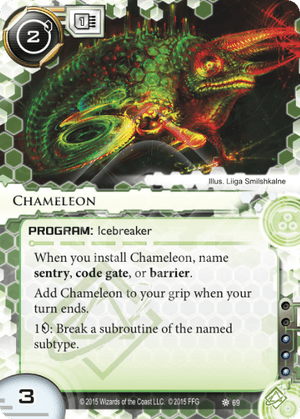 2
1
Illus. Liiga Smilshkalne
CHAMELEON
PROGRAM: Icebreaker
When you install Chameleon, name
sentry, code gate, or barrier.
Add Chameleon to your grip when your
turn ends.
1: Break a subroutine of the named
subtype.
3
© 2015 Wizards of the Coast LLC. © 2015 FFG
69